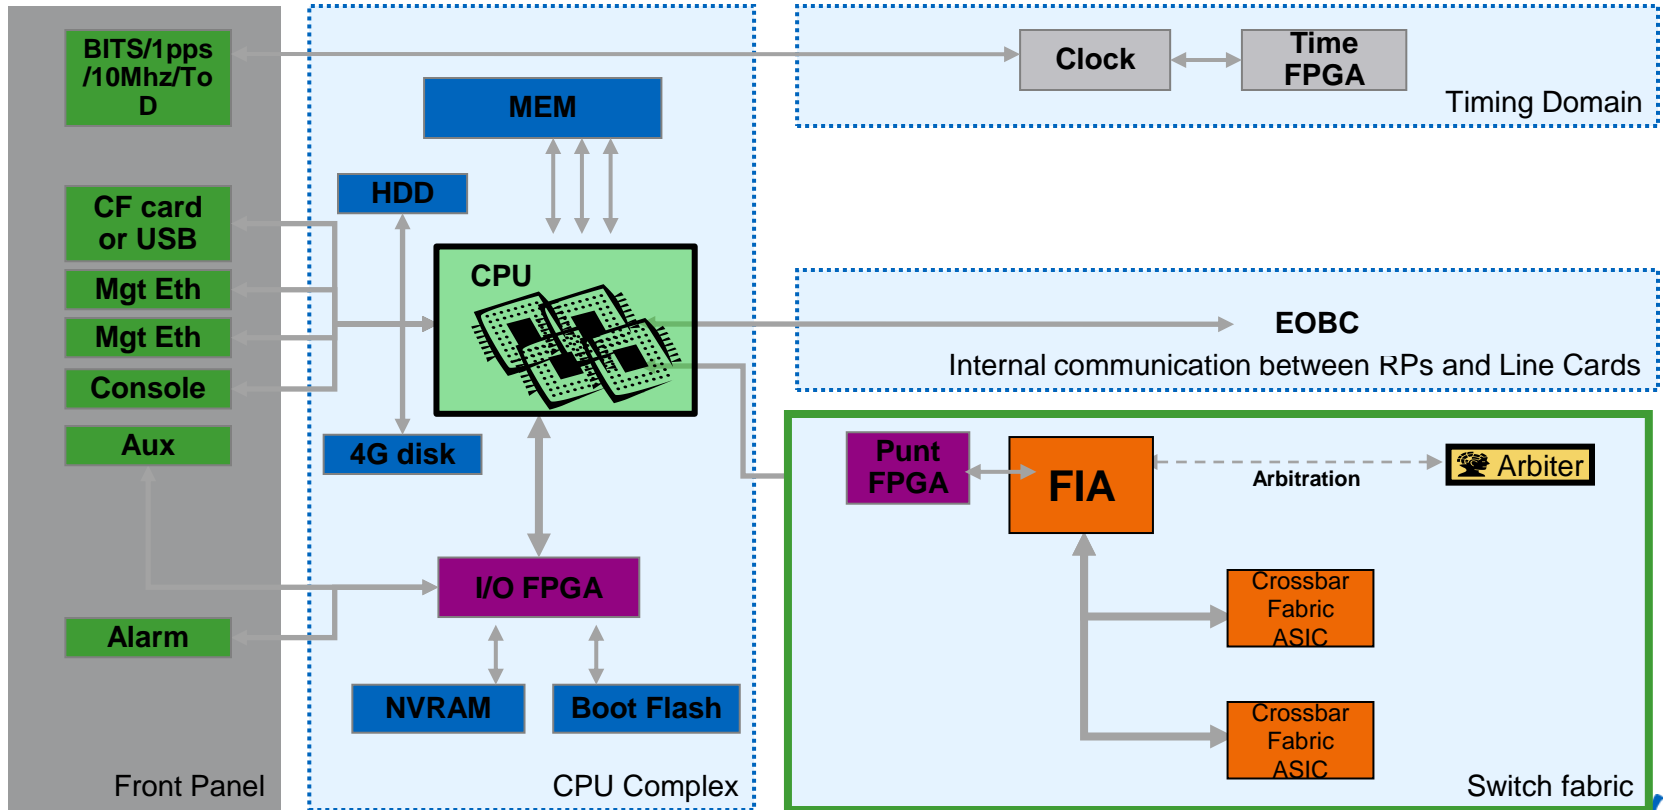 BITS/1pps
/10Mhz/To
D
CF card
or USB
Mgt Eth
Mgt Eth
Console
Aux
Alarm
Front Panel
MEM
HDD
CPU
4G disk
I/O FPGA
NVRAM
Boot Flash
CPU Complex
Clock
Time
FPGA
Timing Domain
EOBC
Internal communication between RPs and Line Cards
Punt
FPGA
FIA
Arbitration
Arbiter
Crossbar
Fabric
ASIC
Crossbar
Fabric
ASIC
Switch fabric